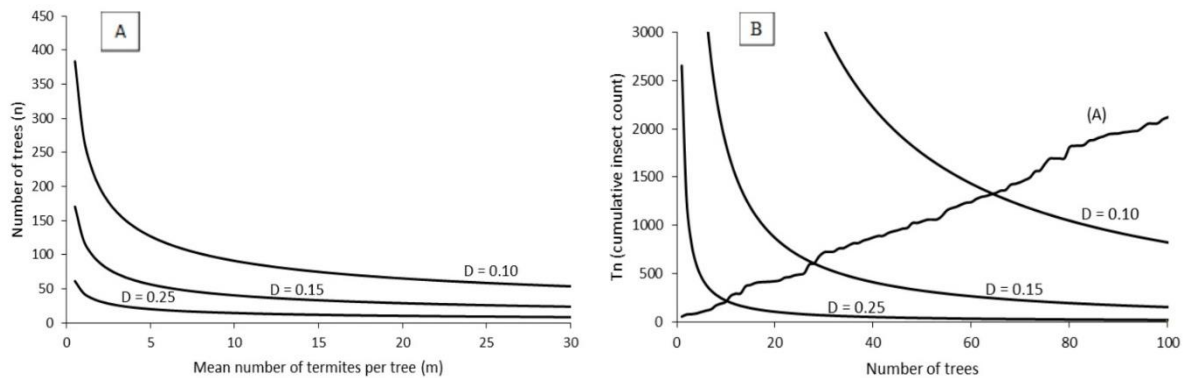 A
450
400
350
300
250
200
150
100
50
0
Number of trees (n)
D = 0.10
D = 0.15
D = 0.25
0 5 10 15 20 25 30
Mean number of termites per tree (m)
B
3000
2500
2000
1500
1000
500
0
Tn (cumulative insect count)
(A)
D = 0.10
D = 0.15
D = 0.25
0 20 40 60 80 100
Number of trees